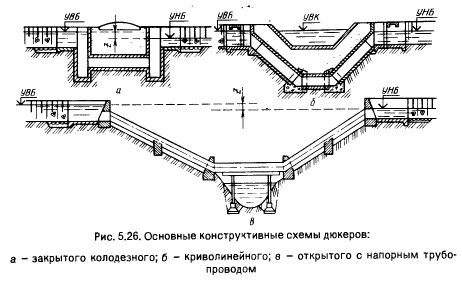 УВБ УНБ УВБ УВК УНБ
z
а б
УВБ z УНБ
в
Рис. 5,26. Основные конструктивные схемы дюкеров:
а – закрытого колодезного; б – криволинейного; в – открытого с напорным трубо-
проводом